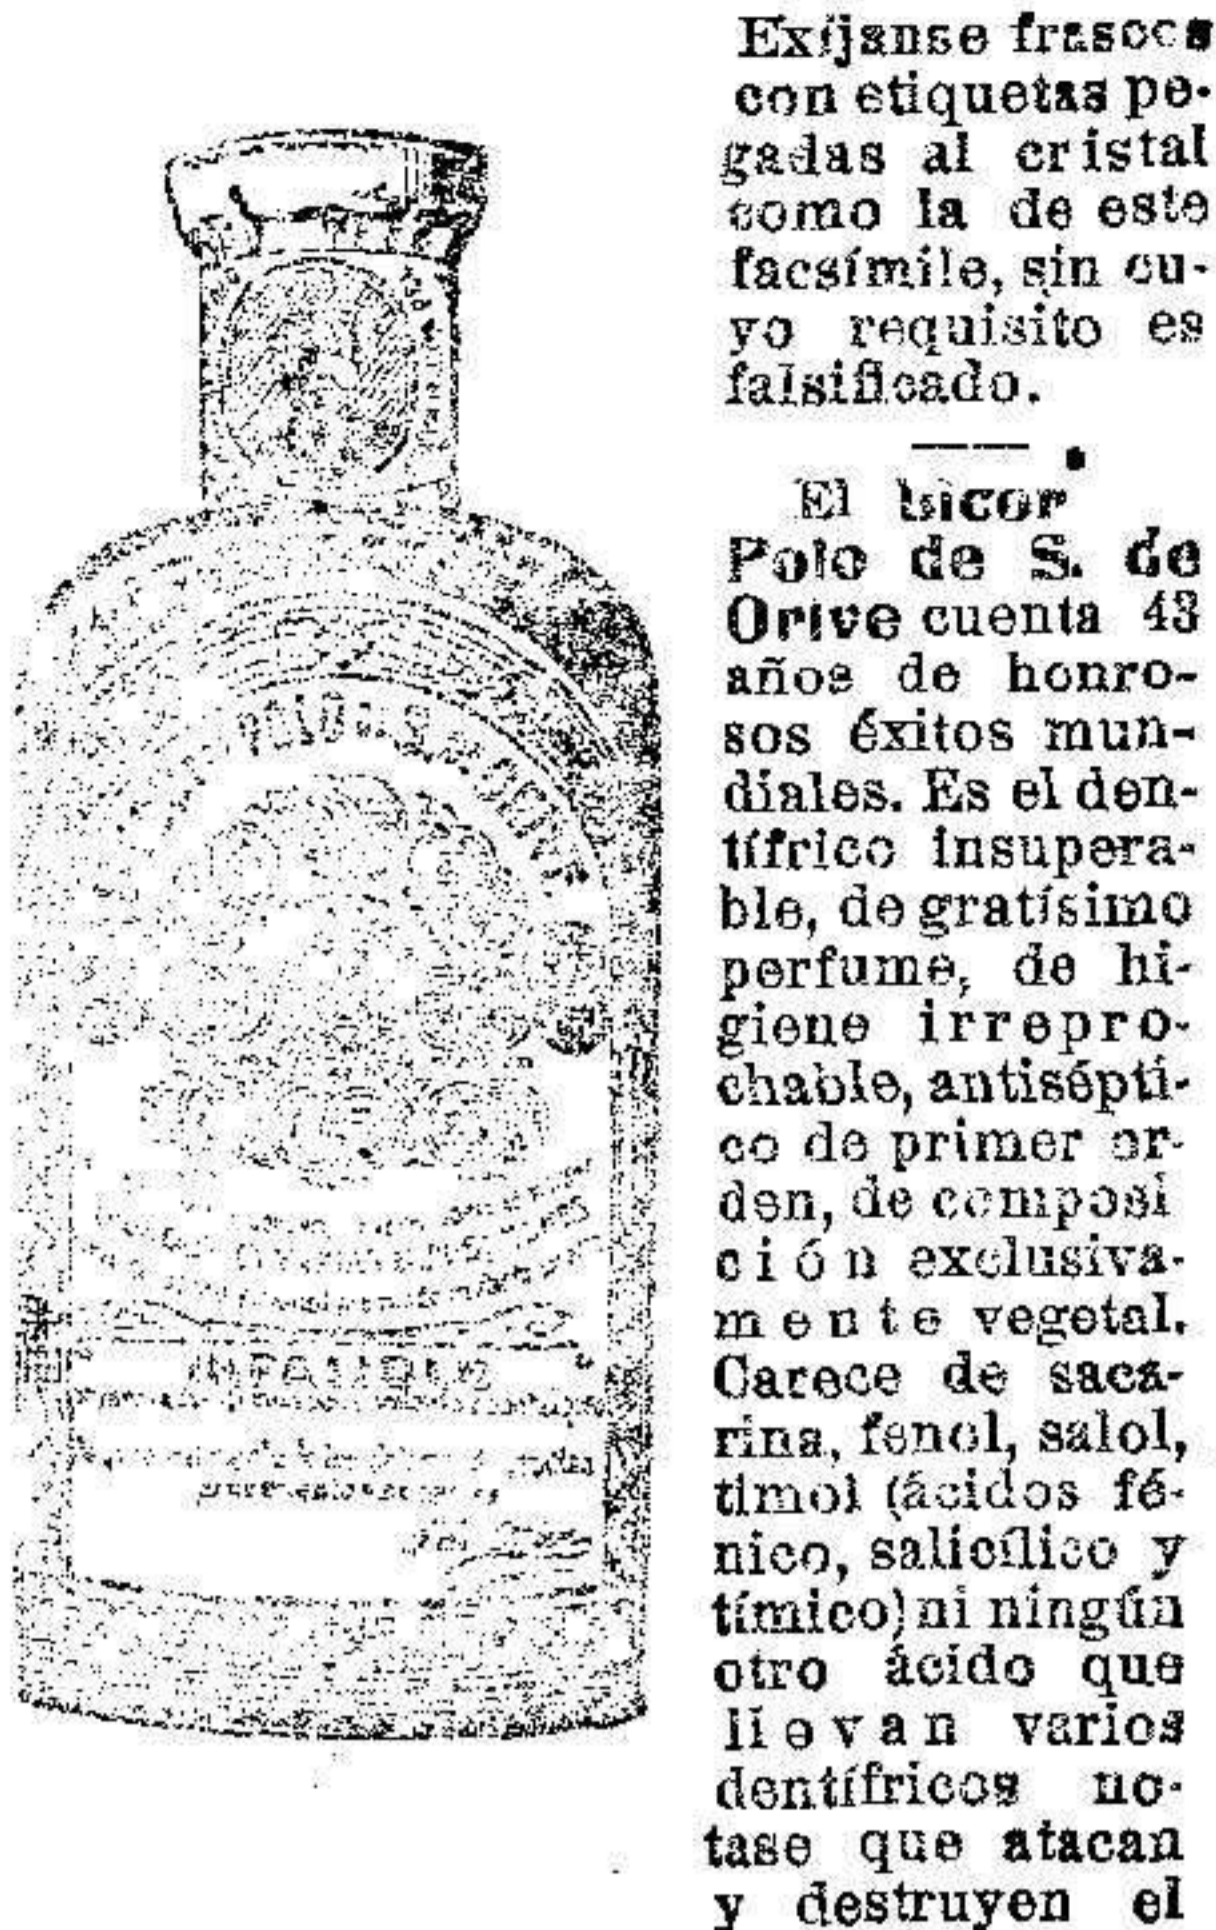 Exíjanse frascos
con etiquetas pe-
gadas al cristal
como la de este
facsímile, sin cu-
yo requisito es
falsificado.
El Licor
Polo de S. de
Orive cuenta 43
años de honro-
sos éxitos mun-
diales. Es el den-
tífrico insupera-
ble, de gratísimo
perfume, de hi-
giene irrepro-
chable, antisépti-
co de primer or-
den, de composi
ción exclusiva-
mente vegetal.
Carece de saca-
rina, fenol, salol,
timol (ácidos fé-
nico, salicílico y
tímico) ni ningún
otro ácido que
llevan varios
dentífricos no-
tase que atacan
y destruyen el